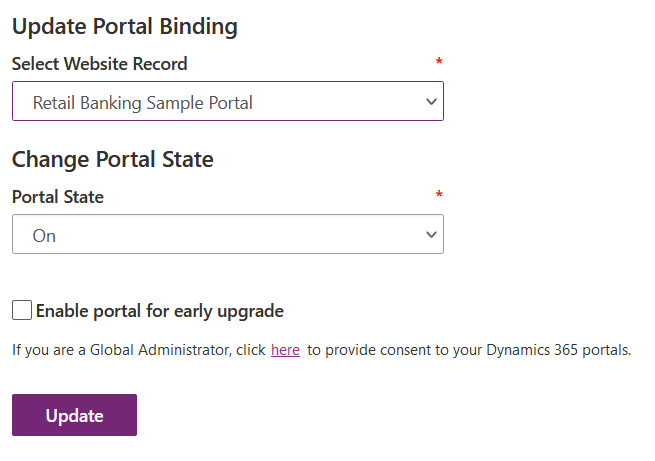 Update Portal Binding
Select Website Record *
Retail Banking Sample Portal
Change Portal State
Portal State *
On
Enable portal for early upgrade
If you are a Global Administrator, click here to provide consent to your Dynamics 365 portals.
Update